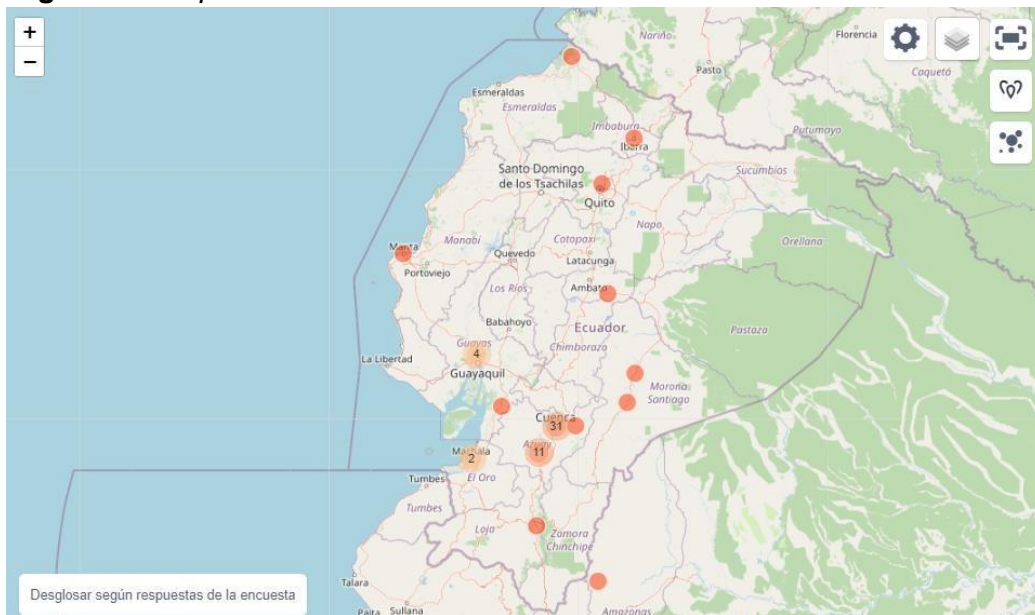 +
−
Florencia
Nariño
Pasto
Caquetá
Esmeraldas
Esmeraldas
Imbabura
Ibarra
Putumayo
Santo Domingo
de los Tsachilas
Sucumbíos
Quito
Napo
Orellana
Manta
Manabí
Portoviejo
Quevedo
Cotopaxi
Latacunga
Los Ríos
Ambato
Babahoyo
Ecuador
Pastaza
Guayas
4
Chimborazo
La Libertad
Guayaquil
Morona
Santiago
Cuenca
31
Azuay
11
Machala
2
El Oro
Tumbes
Tumbes
Loja
Zamora
Chinchipe
Talara
Desglosar según respuestas de la encuesta
Paita
Sullana
Amazonas